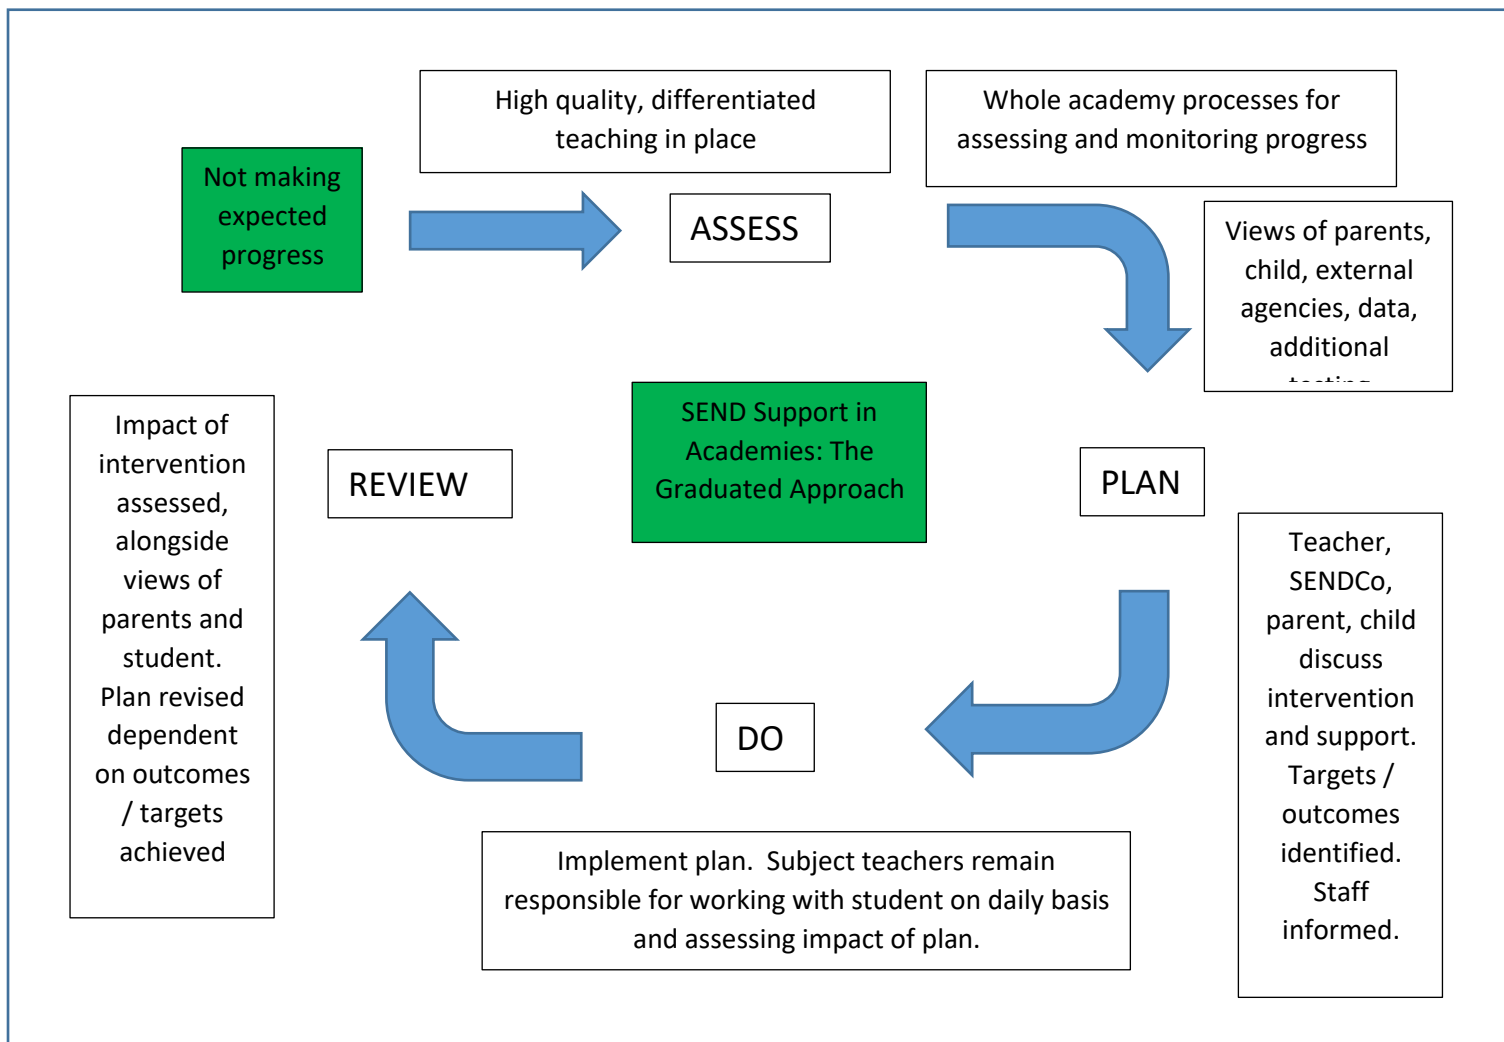 High quality, differentiated
teaching in place
Whole academy processes for
assessing and monitoring progress
Not making
expected
progress
ASSESS
Views of parents,
child, external
agencies, data,
additional
SEND Support in
Academies: The
Graduated Approach
PLAN
Teacher,
SENDCo,
parent, child
discuss
intervention
and support.
Targets /
outcomes
identified.
Staff
informed.
DO
Implement plan.  Subject teachers remain
responsible for working with student on daily basis
and assessing impact of plan.
REVIEW
Impact of
intervention
assessed,
alongside
views of
parents and
student.
Plan revised
dependent
on outcomes
/ targets
achieved